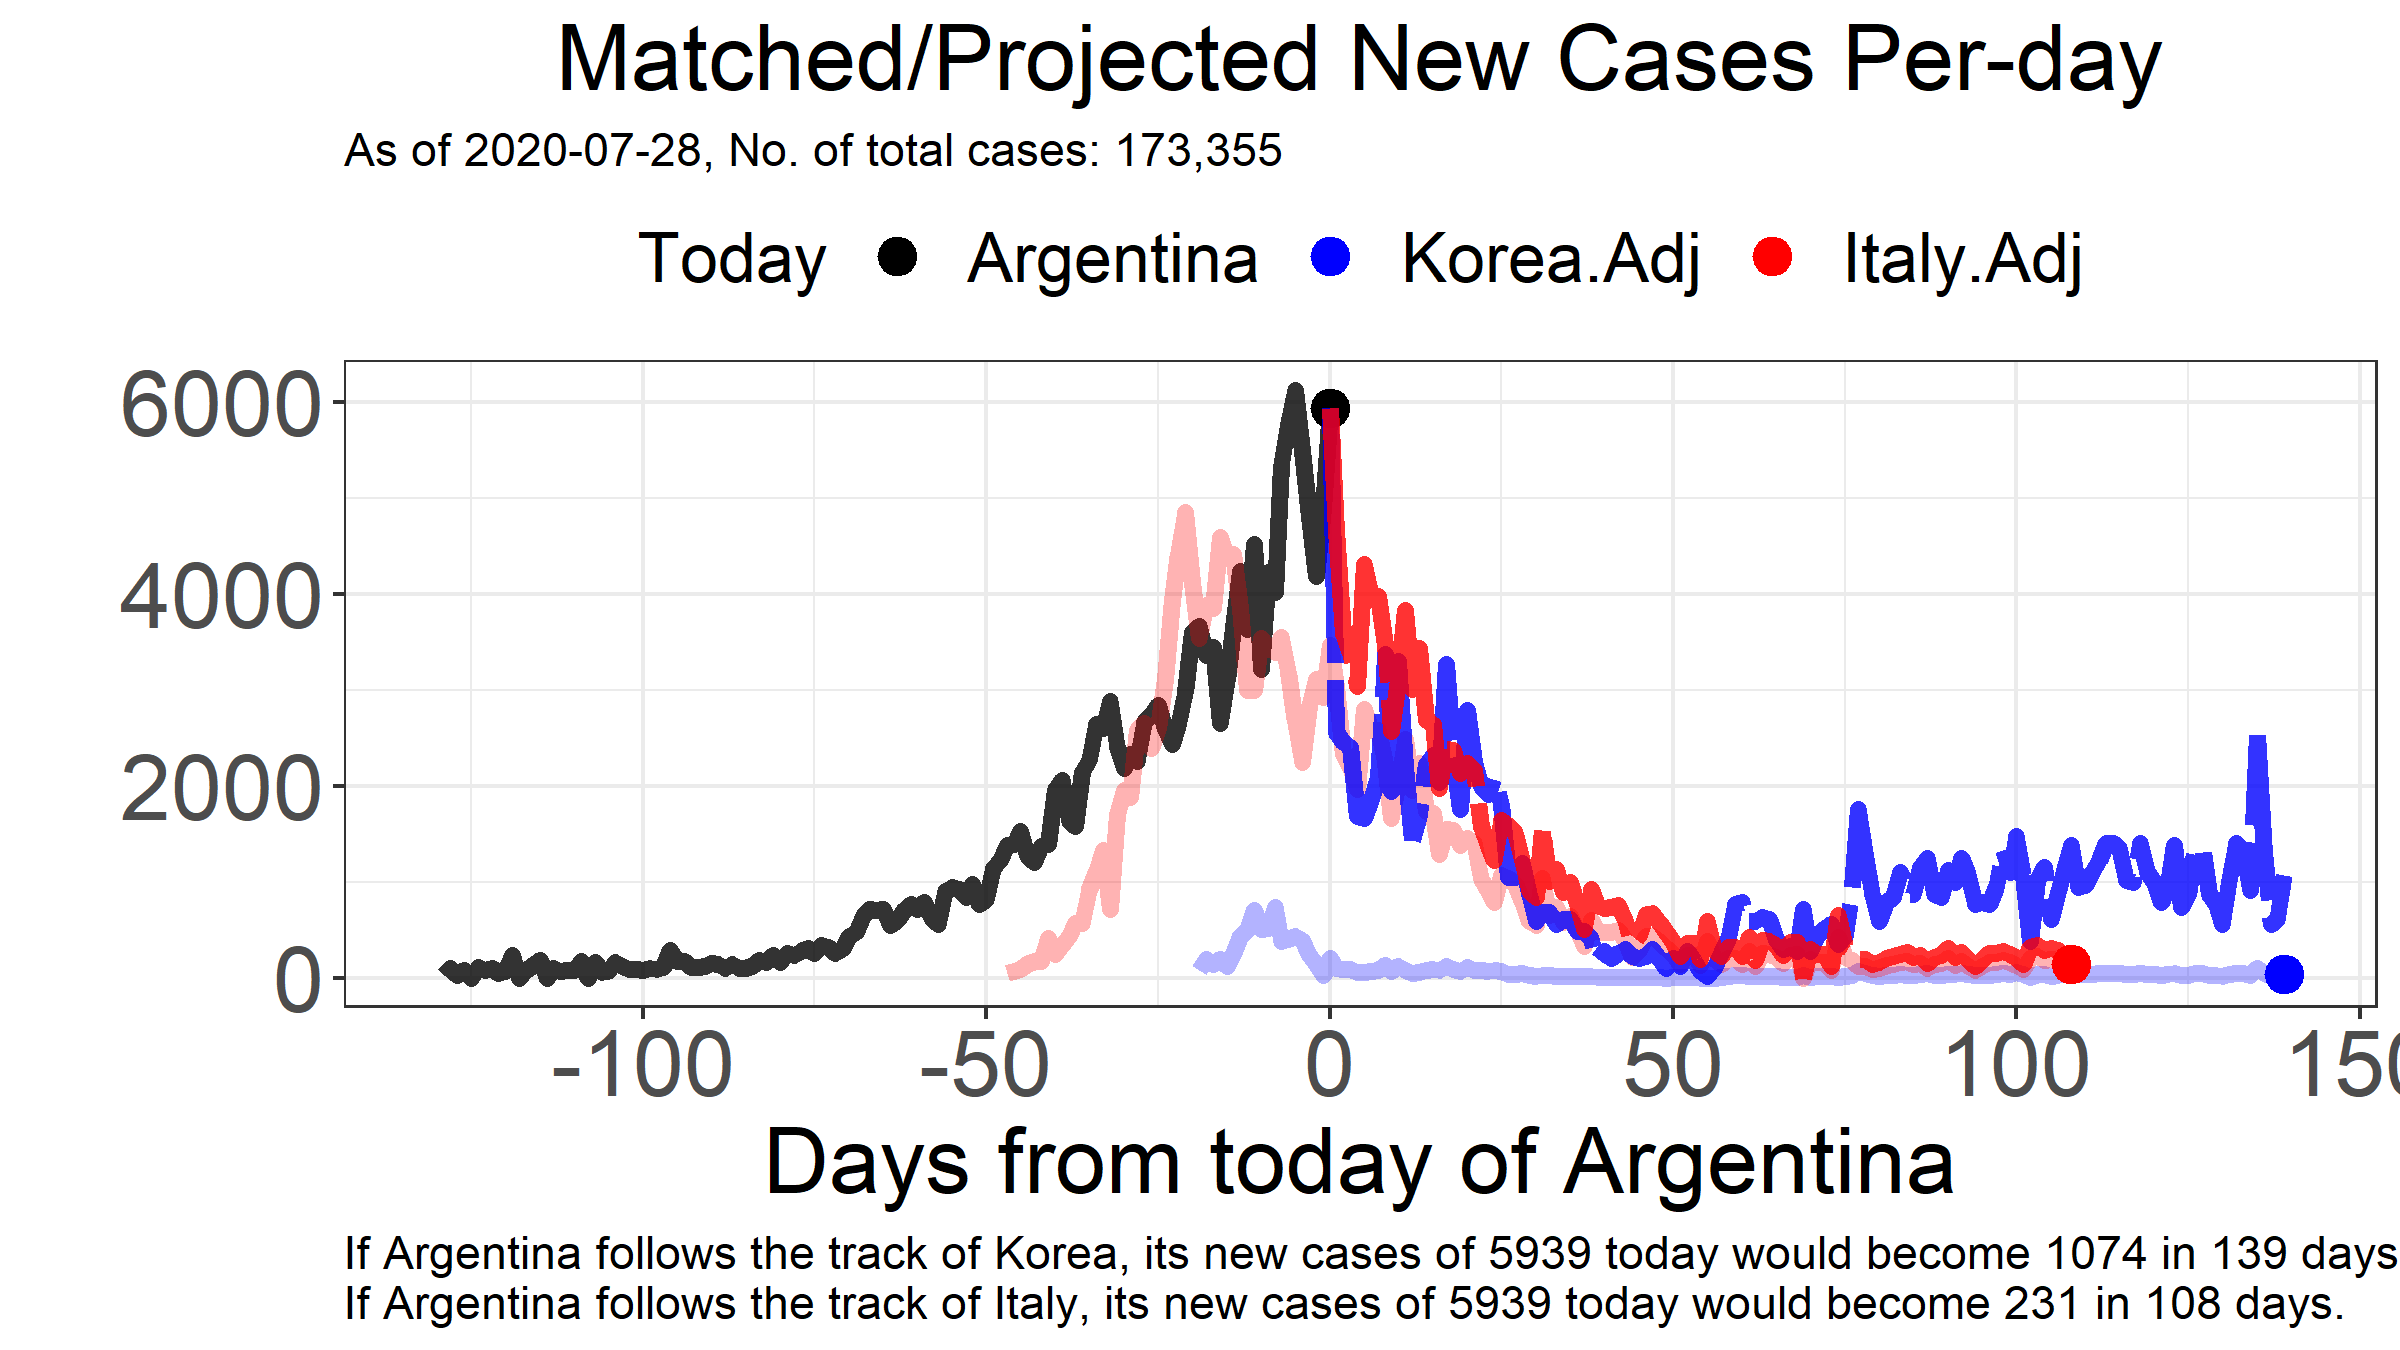 Matched/Projected New Cases Per-day
As of 2020-07-28, No. of total cases: 173,355
Today Argentina Korea.Adj Italy.Adj
6000
4000
2000
0
-100 -50 0 50 100 150
Days from today of Argentina
If Argentina follows the track of Korea, its new cases of 5939 today would become 1074 in 139 days
If Argentina follows the track of Italy, its new cases of 5939 today would become 231 in 108 days.